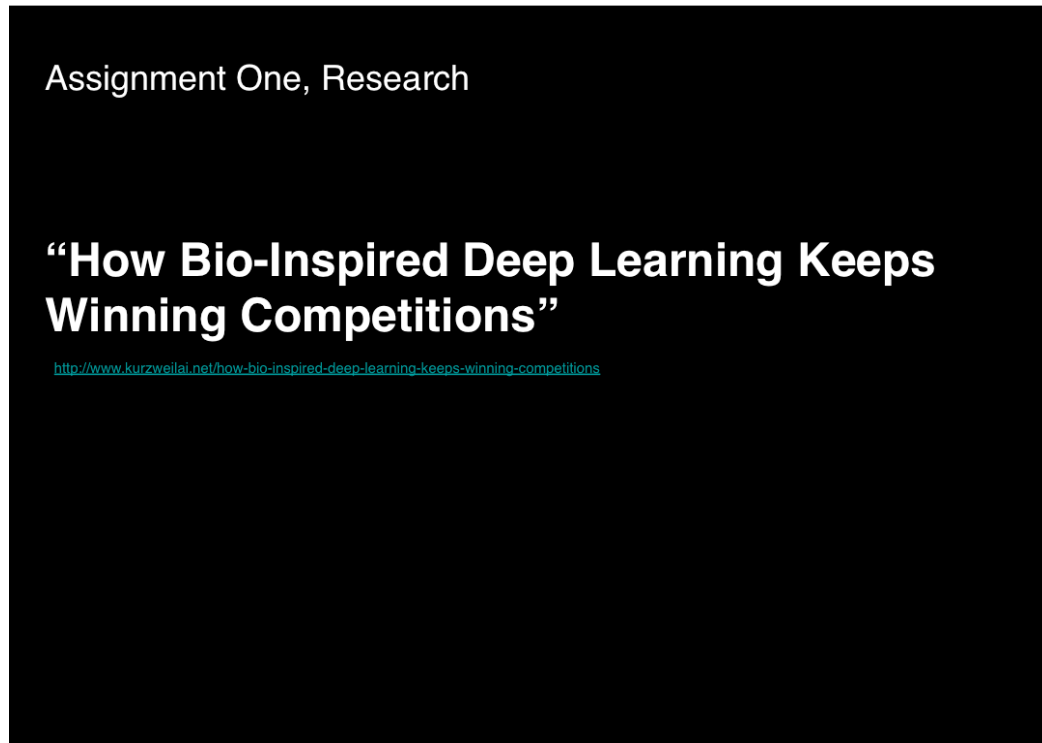 Assignment One, Research
“How Bio-Inspired Deep Learning Keeps
Winning Competitions”
http://www.kurzweilai.net/how-bio-inspired-deep-learning-keeps-winning-competitions